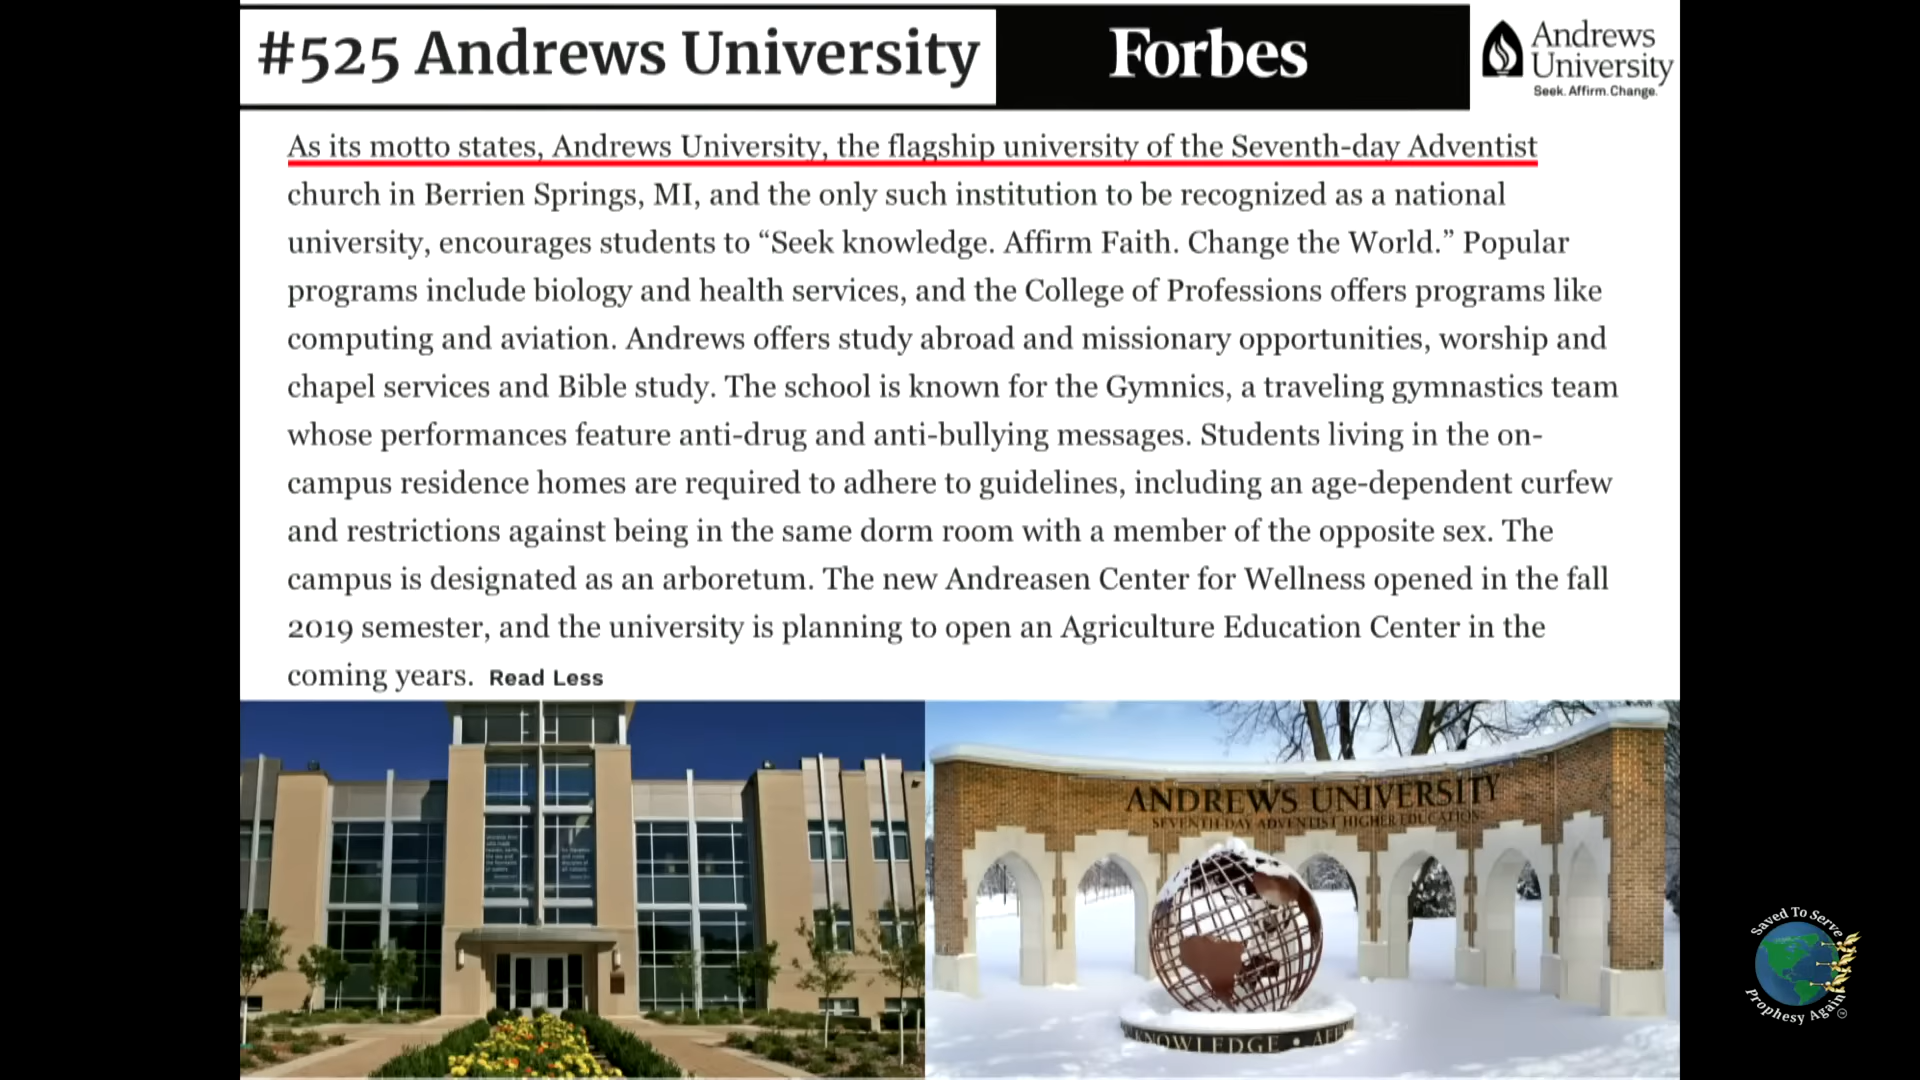 #525 Andrews University
Forbes
Andrews
University
Seek. Affirm. Change.
As its motto states, Andrews University, the flagship university of the Seventh-day Adventist
church in Berrien Springs, MI, and the only such institution to be recognized as a national
university, encourages students to “Seek knowledge. Affirm Faith. Change the World.” Popular
programs include biology and health services, and the College of Professions offers programs like
computing and aviation. Andrews offers study abroad and missionary opportunities, worship and
chapel services and Bible study. The school is known for the Gymnics, a traveling gymnastics team
whose performances feature anti-drug and anti-bullying messages. Students living in the on-
campus residence homes are required to adhere to guidelines, including an age-dependent curfew
and restrictions against being in the same dorm room with a member of the opposite sex. The
campus is designated as an arboretum. The new Andreasen Center for Wellness opened in the fall
2019 semester, and the university is planning to open an Agriculture Education Center in the
coming years. Read Less
ANDREWS UNIVERSITY
SEVENTH-DAY ADVENTIST HIGHER EDUCATION
KNOWLEDGE •
Saved To Serve
Prophesy Again